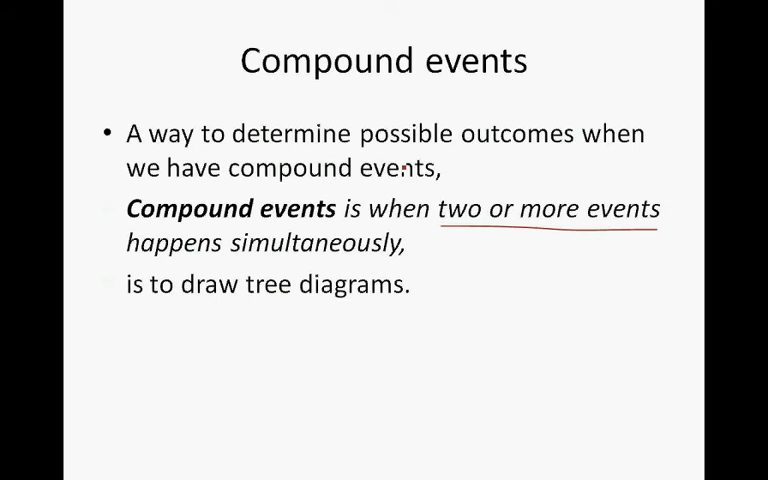 Compound events
• A way to determine possible outcomes when
we have compound events,
Compound events is when two or more events
happens simultaneously,
is to draw tree diagrams.